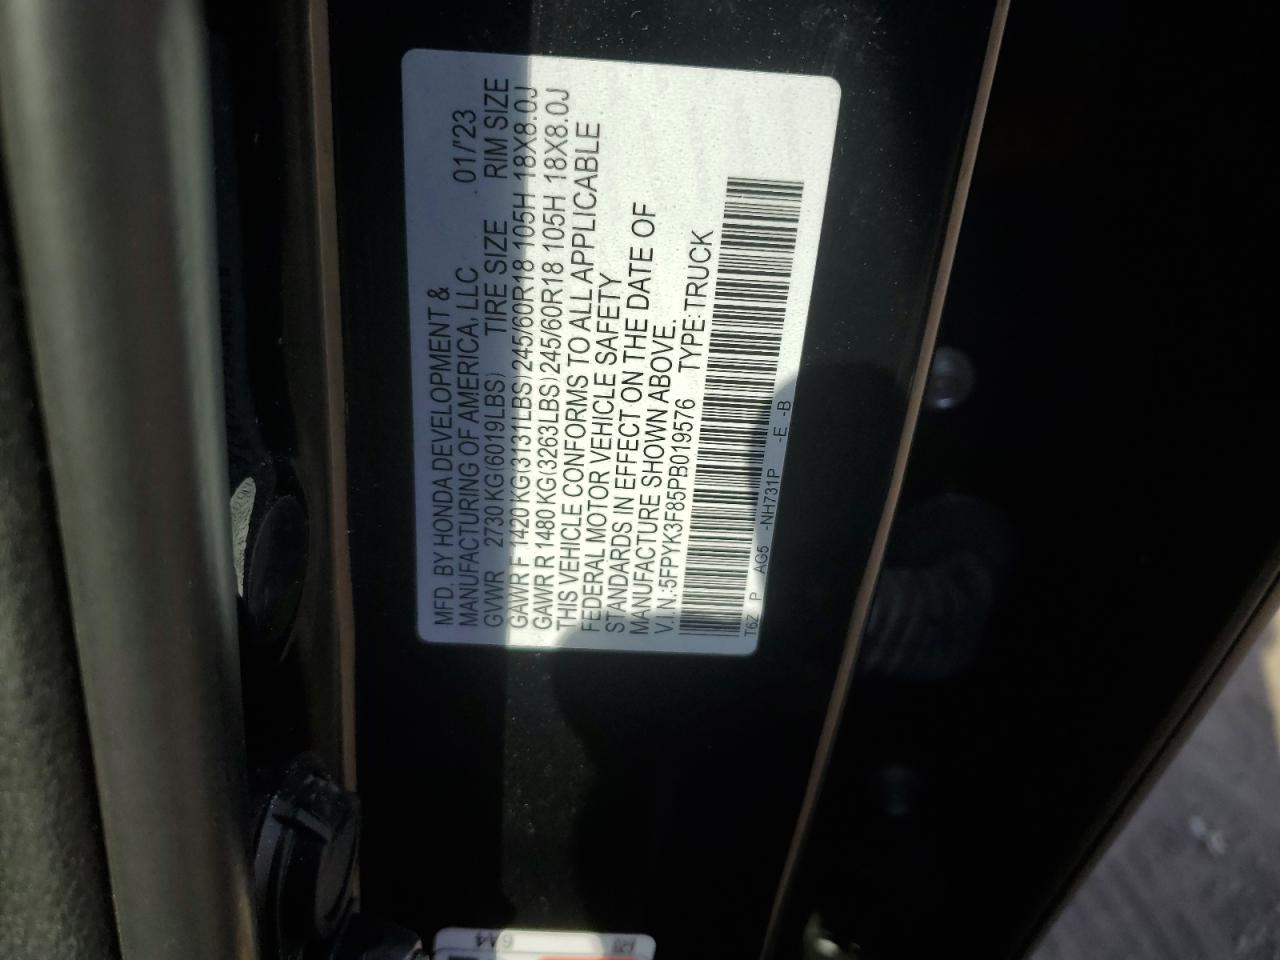 MFD. BY HONDA DEVELOPMENT &
MANUFACTURING OF AMERICA, LLC 01/'23
GVWR 2730 KG(6019LBS) TIRE SIZE RIM SIZE
GAWR F 1420 KG(3131LBS) 245/60R18 105H 18X8.0J
GAWR R 1480 KG(3263LBS) 245/60R18 105H 18X8.0J
THIS VEHICLE CONFORMS TO ALL APPLICABLE
FEDERAL MOTOR VEHICLE SAFETY
STANDARDS IN EFFECT ON THE DATE OF
MANUFACTURE SHOWN ABOVE.
V.I.N.:5FPYK3F85PB019576 TYPE:TRUCK
T6Z P AG5 -NH731P -E -B